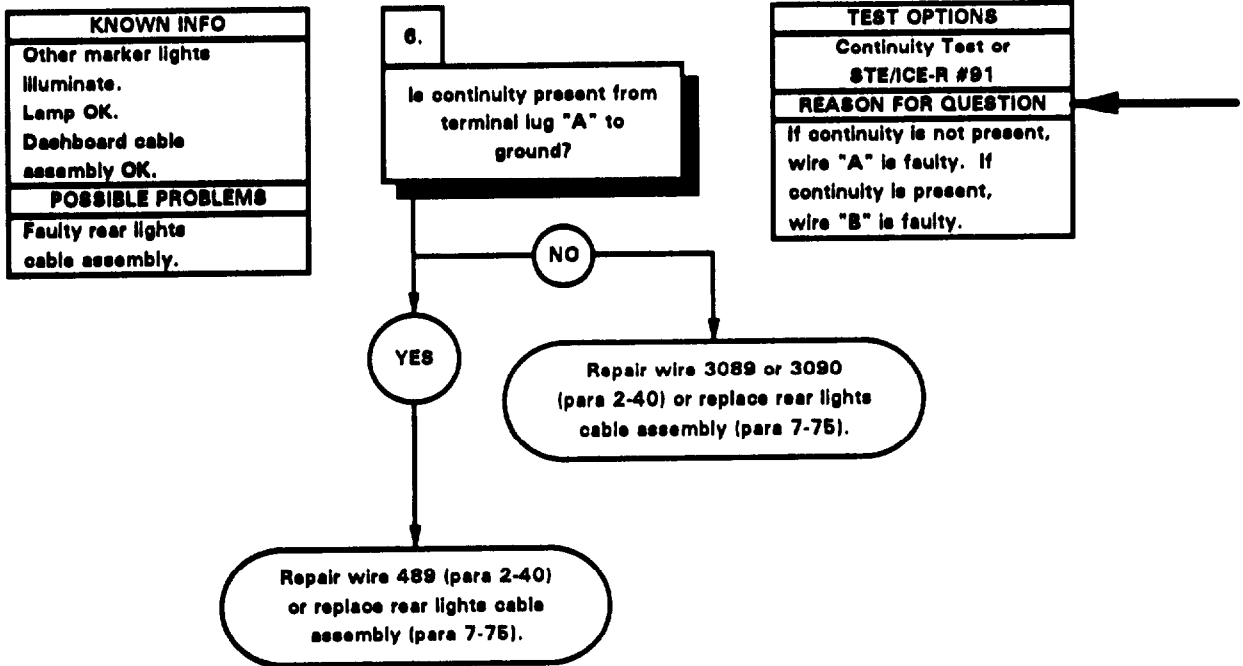 KNOWN INFO
Other marker lights
illuminate.
Lamp OK.
Dashboard cable
assembly OK.
POSSIBLE PROBLEMS
Faulty rear lights
cable assembly.
6.
Is continuity present from
terminal lug "A" to
ground?
TEST OPTIONS
Continuity Test or
STE/ICE-R #91
REASON FOR QUESTION
If continuity is not present,
wire "A" is faulty. If
continuity is present,
wire "B" is faulty.
NO
YES
Repair wire 3089 or 3090
(para 2-40) or replace rear lights
cable assembly (para 7-75).
Repair wire 489 (para 2-40)
or replace rear lights cable
assembly (para 7-75).